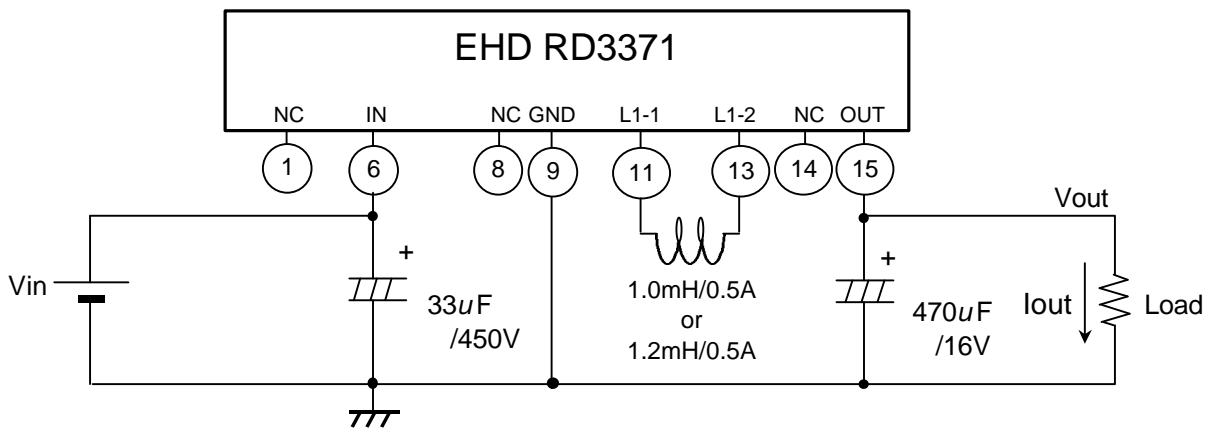 EHD RD3371
NC IN NC GND L1-1 L1-2 NC OUT
1 6 8 9 11 13 14 15
Vout
+ +
Vin
33uF
/450V
1.0mH/0.5A
or
1.2mH/0.5A
470uF
/16V
Iout
Load